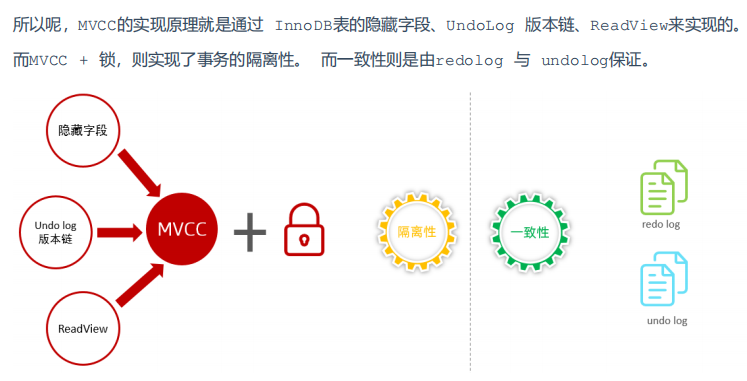 所以呢，MVCC的实现原理就是通过 InnoDB表的隐藏字段、UndoLog 版本链、ReadView来实现的。
而MVCC + 锁，则实现了事务的隔离性。 而一致性则是由redolog 与 undolog保证。
隐藏字段
Undo log
版本链
MVCC
ReadView
隔离性
一致性
redo log
undo log